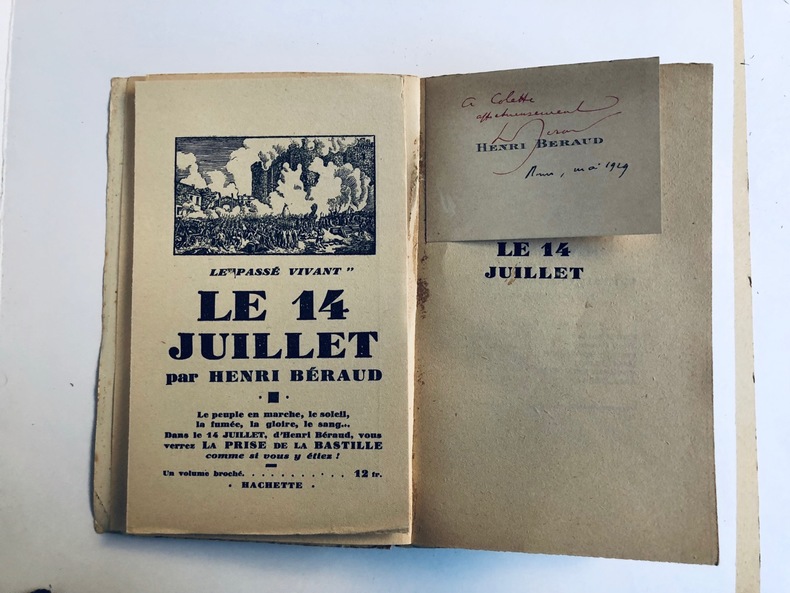 LE "PASSÉ VIVANT"
LE 14
JUILLET
par HENRI BÉRAUD
Le peuple en marche, le soleil,
la fumée, la gloire, le sang...
Dans le 14 JUILLET, d'Henri Béraud, vous
verrez LA PRISE DE LA BASTILLE
comme si vous y étiez !
Un volume broché. . . . . . . . . . . 12 fr.
· HACHETTE ·
A Colette
affectueusement
HENRI BERAUD
mai 1929
LE 14
JUILLET